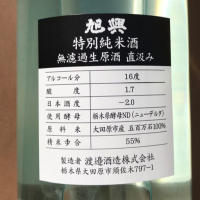 旭興
特別純米酒
無濾過生原酒 直汲み
アルコール分 16度
酸度 1.7
日本酒度 −2.0
使用酵母 栃木県酵母ND(ニューデルタ)
原料米 大田原市産 五百万石100%
精米歩合 55%
製造者 渡邉酒造株式会社
栃木県大田原市須佐木797-1